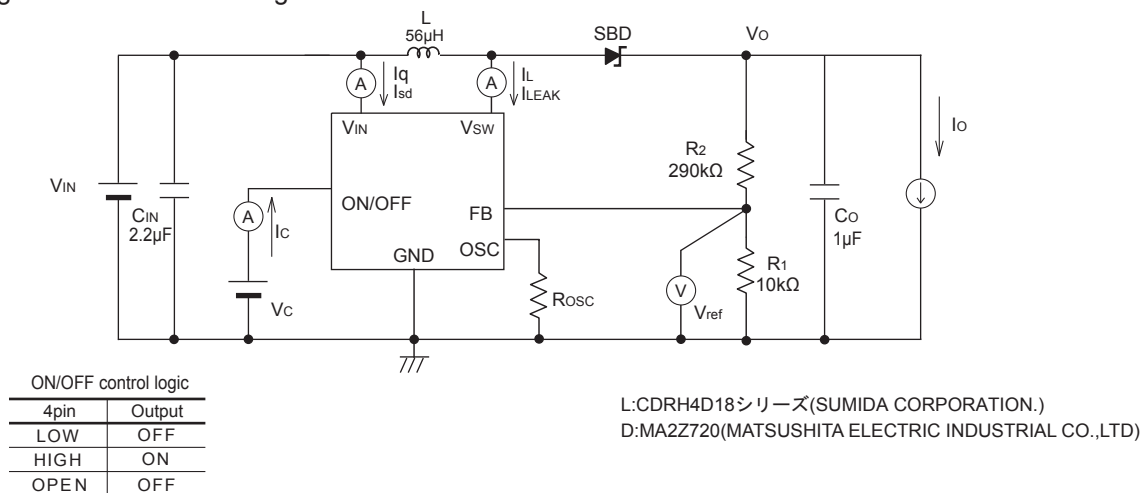 L
56µH
SBD
VO
A
Iq
Isd
A
IL
ILEAK
VIN
VSW
IO
R2
290kΩ
VIN
CIN
2.2µF
A
IC
ON/OFF
FB
CO
1µF
OSC
GND
R1
10kΩ
VC
ROSC
V
Vref
ON/OFF control logic
4pin Output
LOW OFF
HIGH ON
OPEN OFF
L:CDRH4D18シリーズ(SUMIDA CORPORATION.)
D:MA2Z720(MATSUSHITA ELECTRIC INDUSTRIAL CO.,LTD)